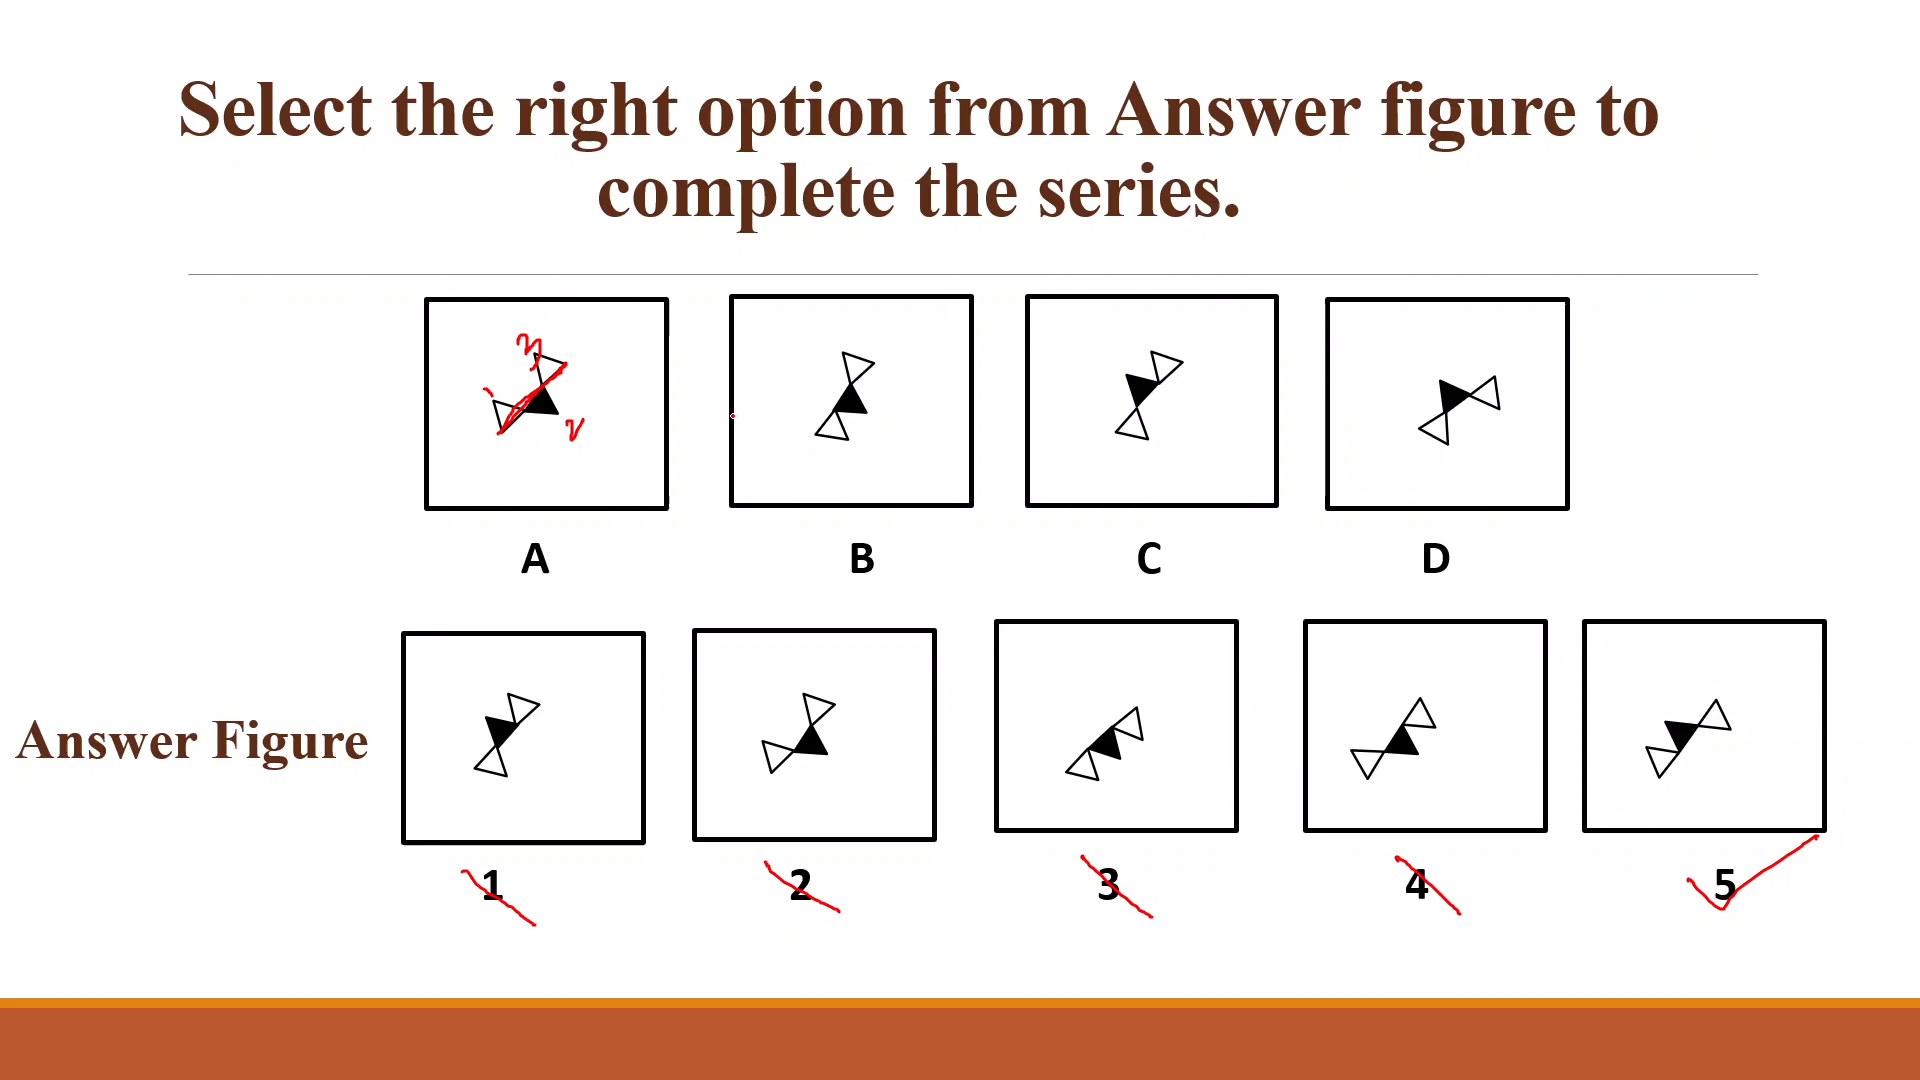 Select the right option from Answer figure to
complete the series.
A B C D
Answer Figure
1 2 3 4 5